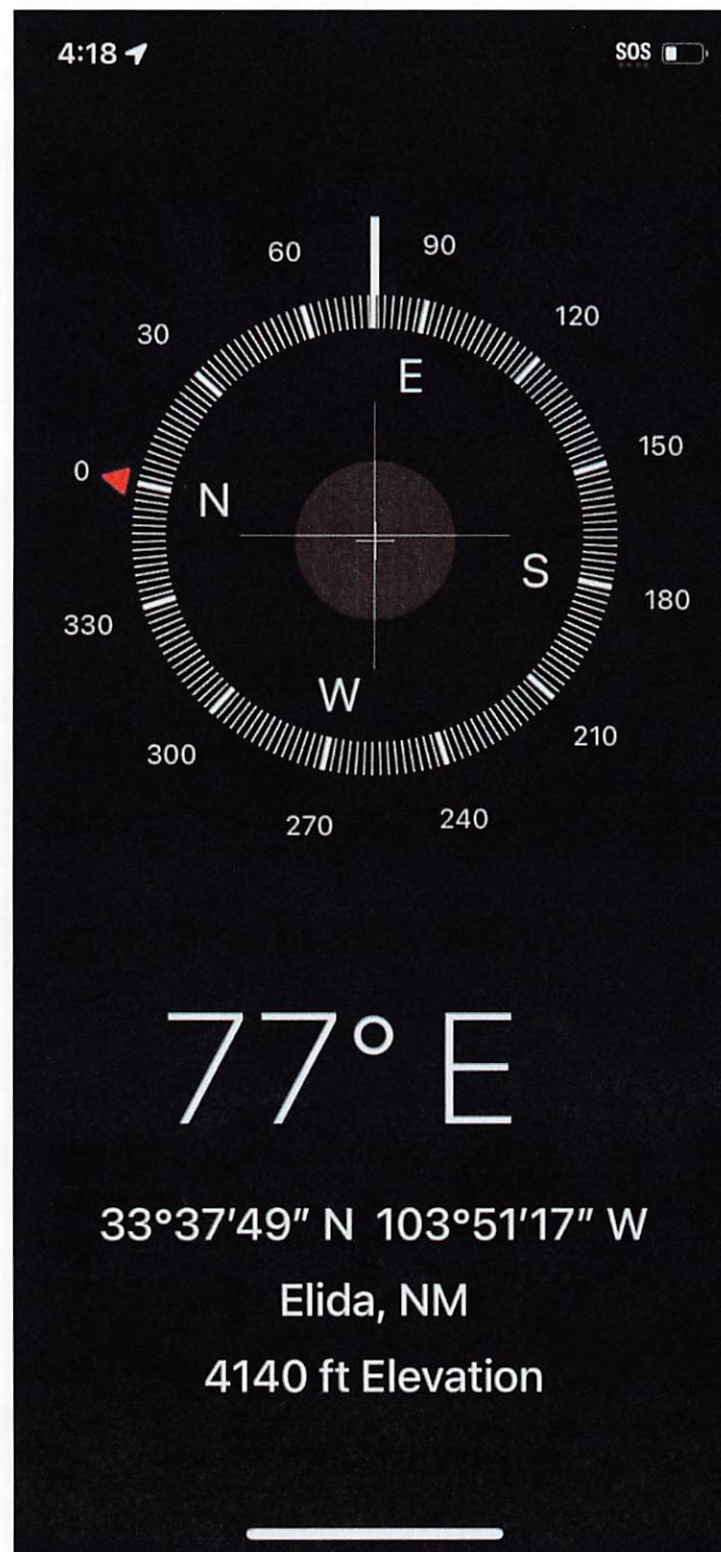 4:18 SOS
60 90
30 120
E
0 N 150
S 180
330
W
300 210
270 240
77° E
33°37'49" N 103°51'17" W
Elida, NM
4140 ft Elevation